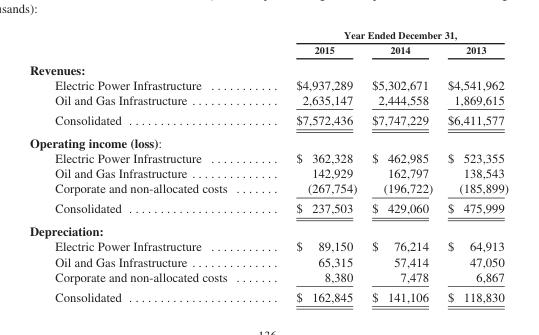 usands):
Year Ended December 31,
2015 2014 2013
Revenues:
Electric Power Infrastructure ........... $4,937,289 $5,302,671 $4,541,962
Oil and Gas Infrastructure .............. 2,635,147 2,444,558 1,869,615
Consolidated ........................ $7,572,436 $7,747,229 $6,411,577
Operating income (loss):
Electric Power Infrastructure ........... $ 362,328 $ 462,985 $ 523,355
Oil and Gas Infrastructure .............. 142,929 162,797 138,543
Corporate and non-allocated costs ....... (267,754) (196,722) (185,899)
Consolidated ........................ $ 237,503 $ 429,060 $ 475,999
Depreciation:
Electric Power Infrastructure ........... $ 89,150 $ 76,214 $ 64,913
Oil and Gas Infrastructure .............. 65,315 57,414 47,050
Corporate and non-allocated costs ....... 8,380 7,478 6,867
Consolidated ........................ $ 162,845 $ 141,106 $ 118,830